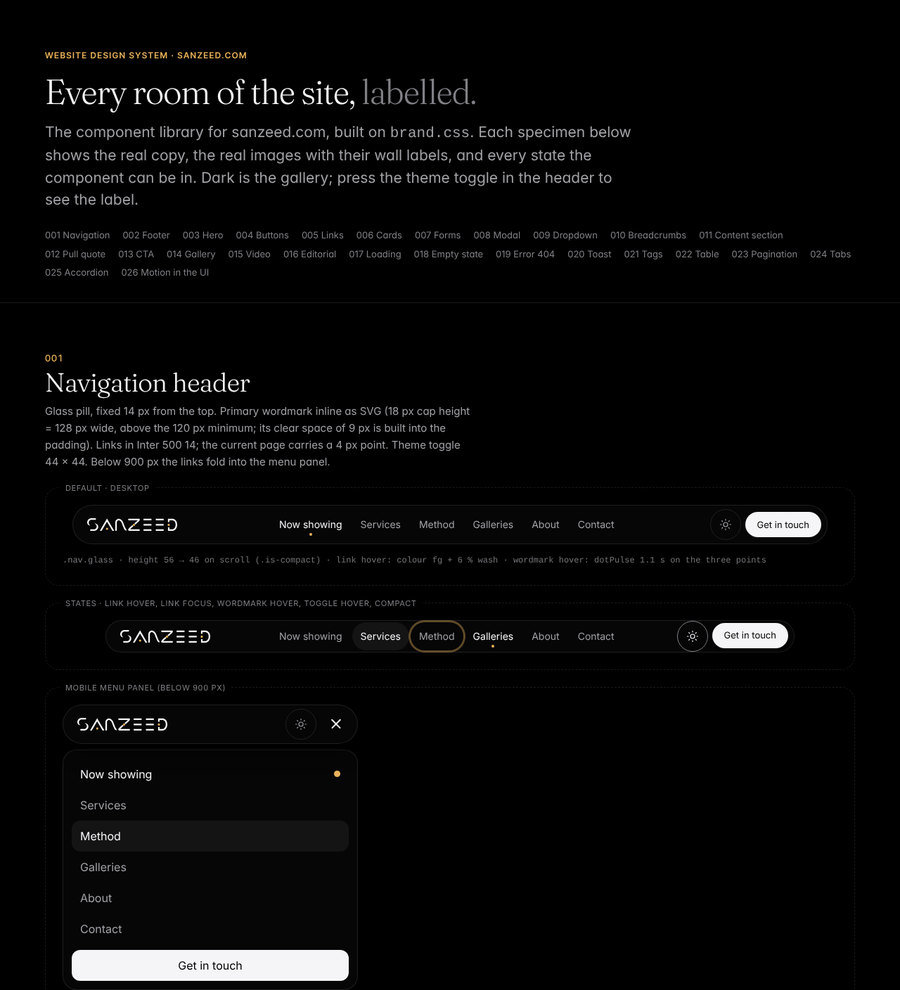 WEBSITE DESIGN SYSTEM · SANZEED.COM
Every room of the site, labelled.
The component library for sanzeed.com, built on brand.css. Each specimen below
shows the real copy, the real images with their wall labels, and every state the
component can be in. Dark is the gallery; press the theme toggle in the header to
see the label.
001 Navigation 002 Footer 003 Hero 004 Buttons 005 Links 006 Cards 007 Forms 008 Modal 009 Dropdown 010 Breadcrumbs 011 Content section
012 Pull quote 013 CTA 014 Gallery 015 Video 016 Editorial 017 Loading 018 Empty state 019 Error 404 020 Toast 021 Tags 022 Table 023 Pagination 024 Tabs
025 Accordion 026 Motion in the UI
001
Navigation header
Glass pill, fixed 14 px from the top. Primary wordmark inline as SVG (18 px cap height
= 128 px wide, above the 120 px minimum; its clear space of 9 px is built into the
padding). Links in Inter 500 14; the current page carries a 4 px point. Theme toggle
44 × 44. Below 900 px the links fold into the menu panel.
DEFAULT · DESKTOP
SANZEED Now showing Services Method Galleries About Contact Get in touch
.nav.glass · height 56 → 46 on scroll (.is-compact) · link hover: colour fg + 6 % wash · wordmark hover: dotPulse 1.1 s on the three points
STATES · LINK HOVER, LINK FOCUS, WORDMARK HOVER, TOGGLE HOVER, COMPACT
SANZEED Now showing Services Method Galleries About Contact Get in touch
MOBILE MENU PANEL (BELOW 900 PX)
SANZEED
Now showing
Services
Method
Galleries
About
Contact
Get in touch